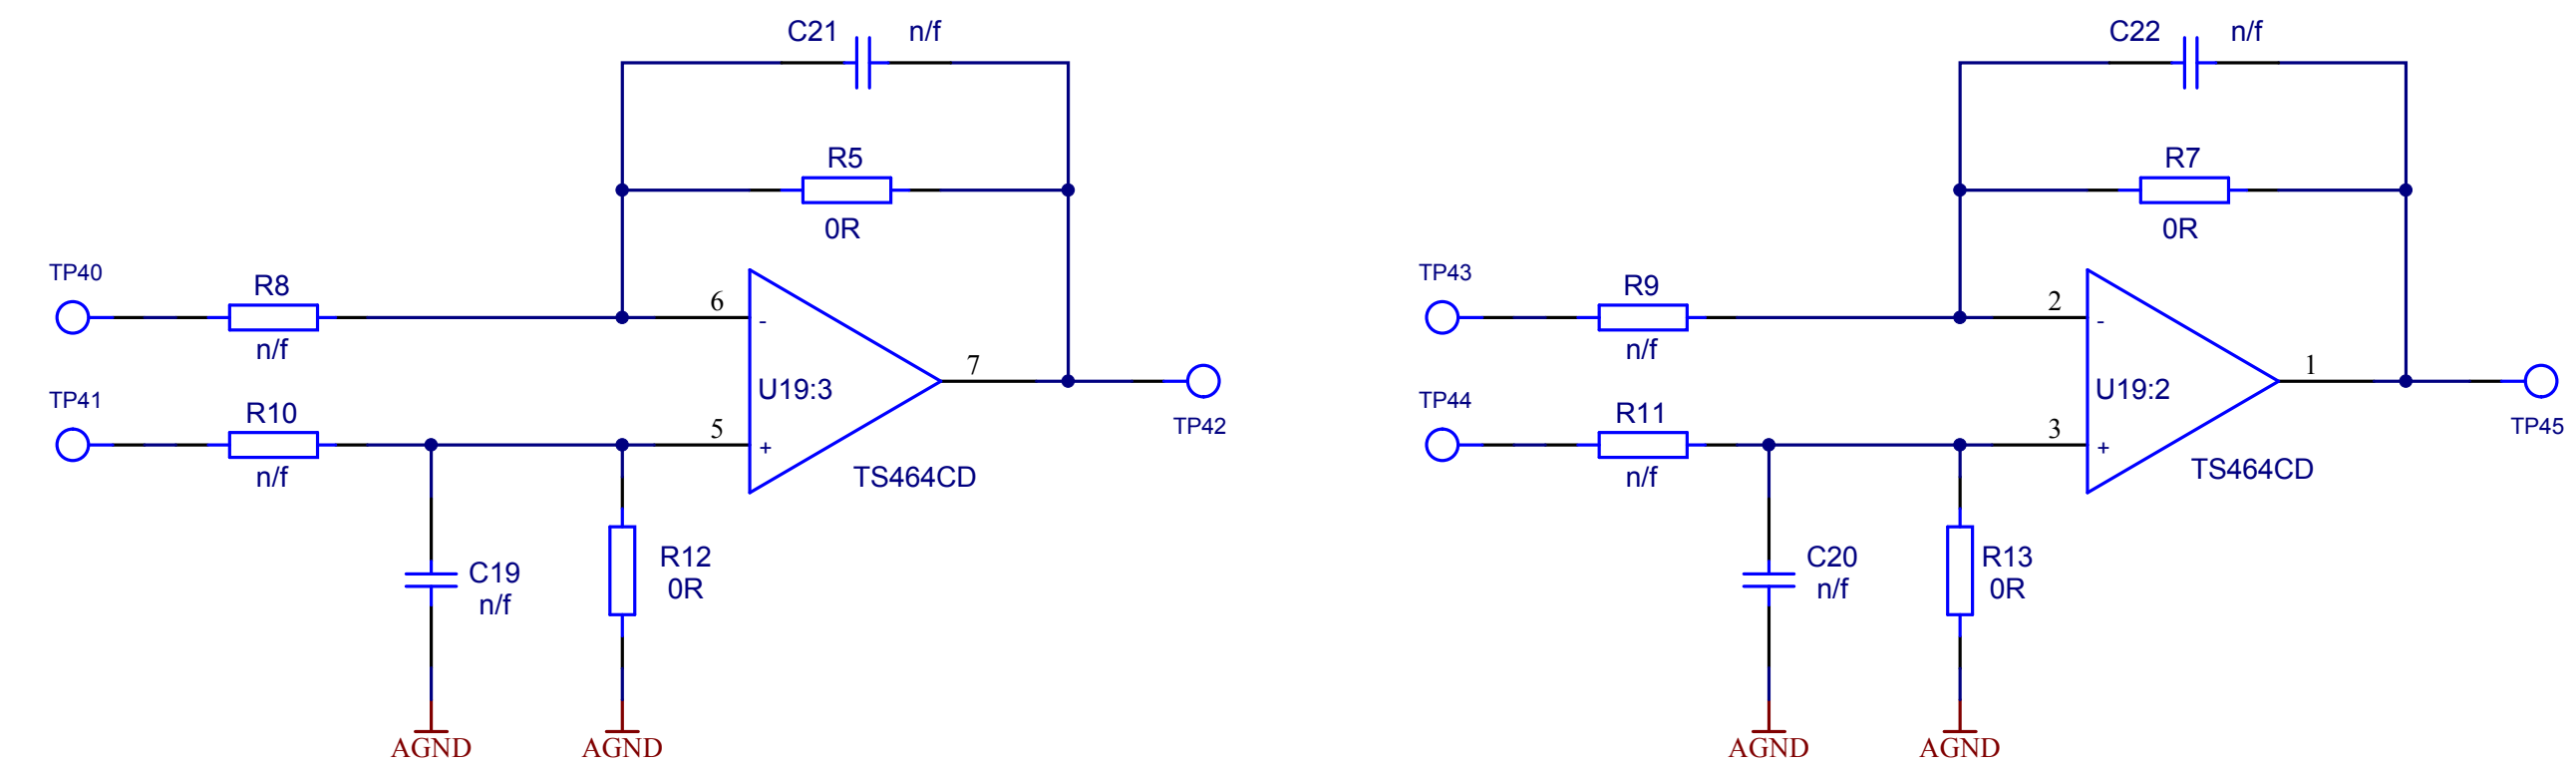 C21 n/f
C22 n/f
R5
R7
0R
0R
TP40
R8
6
-
TP43
R9
2
-
n/f
n/f
7
1
U19:3
U19:2
TP41
R10
5
+
TP42
TP44
R11
3
+
TP45
n/f
TS464CD
n/f
TS464CD
C19
n/f
R12
0R
C20
n/f
R13
0R
AGND
AGND
AGND
AGND